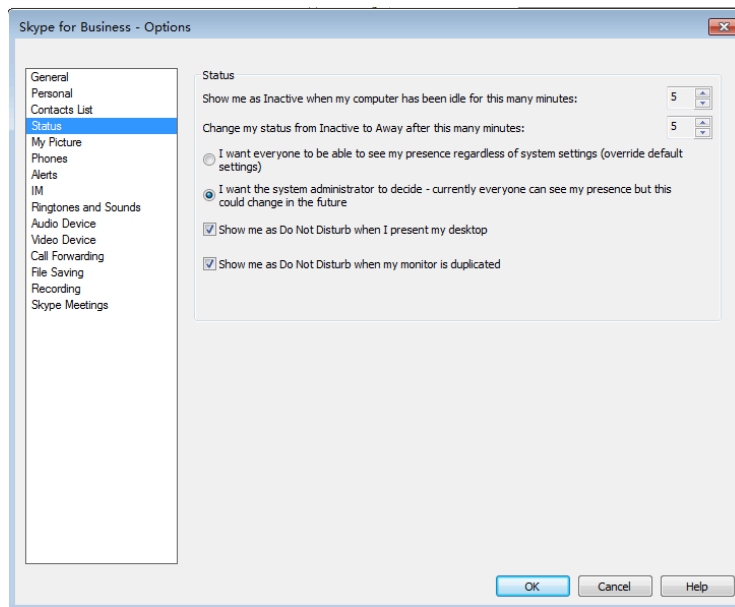 Skype for Business - Options
General
Personal
Contacts List
Status
My Picture
Phones
Alerts
IM
Ringtones and Sounds
Audio Device
Video Device
Call Forwarding
File Saving
Recording
Skype Meetings
Status
Show me as Inactive when my computer has been idle for this many minutes:
5
Change my status from Inactive to Away after this many minutes:
5
I want everyone to be able to see my presence regardless of system settings (override default
settings)
I want the system administrator to decide - currently everyone can see my presence but this
could change in the future
Show me as Do Not Disturb when I present my desktop
Show me as Do Not Disturb when my monitor is duplicated
OK
Cancel
Help